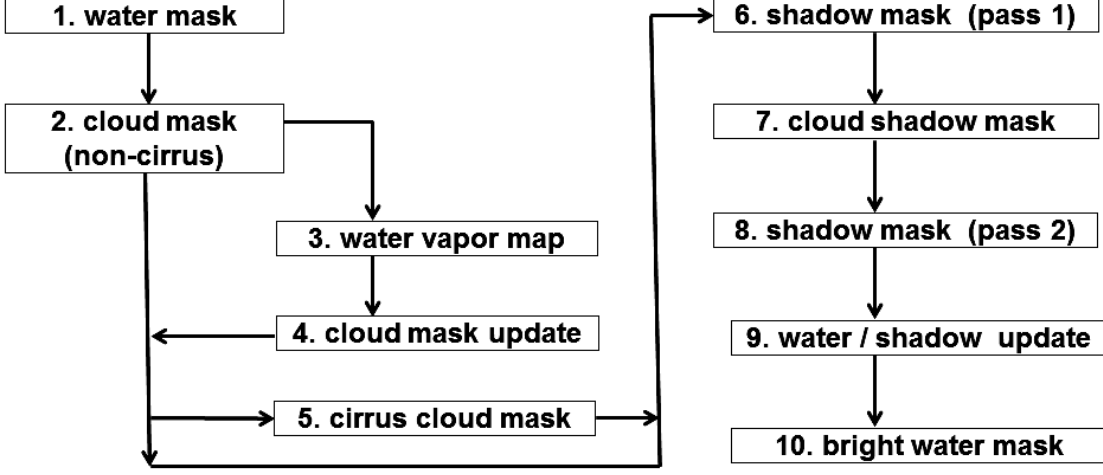 1. water mask
2. cloud mask
(non-cirrus)
3. water vapor map
4. cloud mask update
5. cirrus cloud mask
6. shadow mask (pass 1)
7. cloud shadow mask
8. shadow mask (pass 2)
9. water / shadow update
10. bright water mask